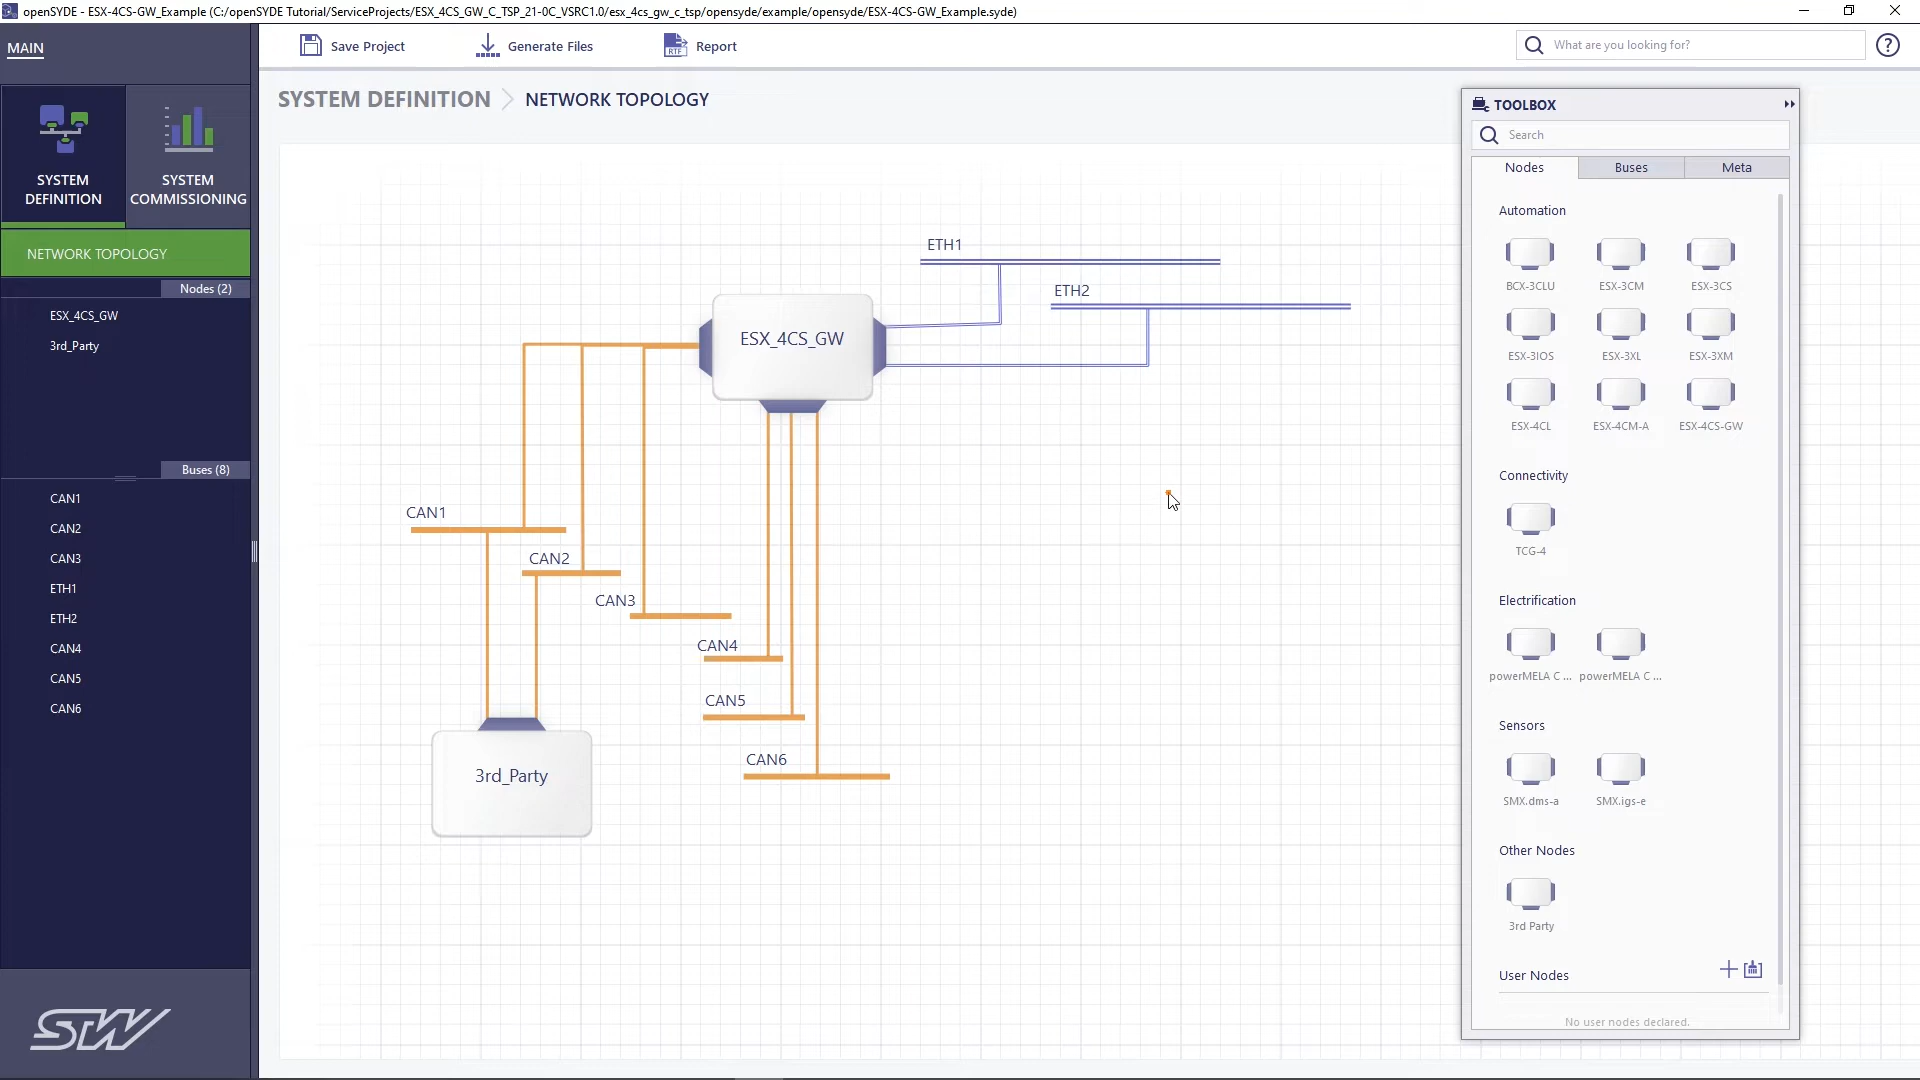 openSYDE - ESX-4CS-GW_Example (C:/openSYDE Tutorial/ServiceProjects/ESX_4CS_GW_C_TSP_21-0C_VSRC1.0/esx_4cs_gw_c_tsp/opensyde/example/opensyde/ESX-4CS-GW_Example.syde)
MAIN
Save Project
Generate Files
RTF
Report
What are you looking for?
?
SYSTEM DEFINITION
SYSTEM COMMISSIONING
NETWORK TOPOLOGY
Nodes (2)
ESX_4CS_GW
3rd_Party
Buses (8)
CAN1
CAN2
CAN3
ETH1
ETH2
CAN4
CAN5
CAN6
STW
SYSTEM DEFINITION
NETWORK TOPOLOGY
ETH1
ETH2
ESX_4CS_GW
CAN1
CAN2
CAN3
CAN4
CAN5
CAN6
3rd_Party
TOOLBOX
Search
Nodes
Buses
Meta
Automation
BCX-3CLU
ESX-3CM
ESX-3CS
ESX-3IOS
ESX-3XL
ESX-3XM
ESX-4CL
ESX-4CM-A
ESX-4CS-GW
Connectivity
TCG-4
Electrification
powerMELA C ...
powerMELA C ...
Sensors
SMX.dms-a
SMX.igs-e
Other Nodes
3rd Party
User Nodes
No user nodes declared.